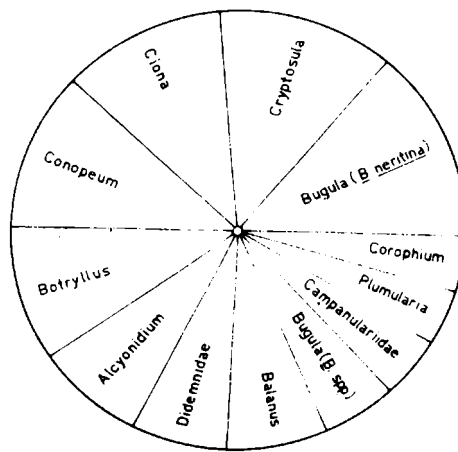 Ciona
Cryptosula
Bugula (B neritina)
Corophium
Plumularia
Campanulariidae
Bugula (B spp)
Balanus
Didemnidae
Alcyonidium
Botryllus
Conopeum